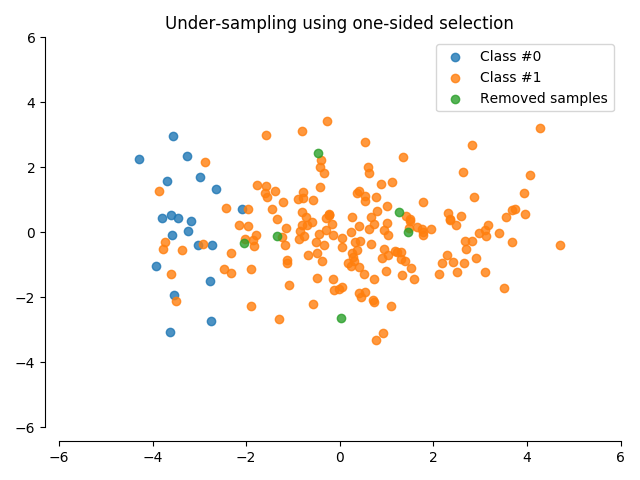 Under-sampling using one-sided selection
Class #0
Class #1
Removed samples
6
4
2
0
−2
−4
−6
−6 −4 −2 0 2 4 6